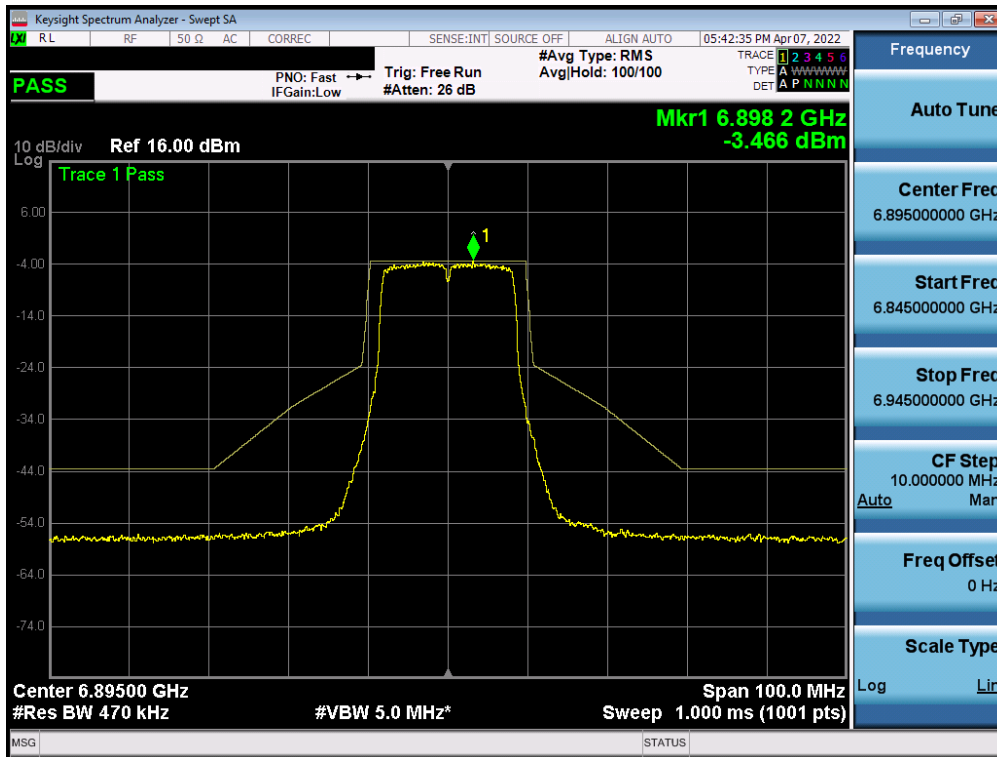 Keysight Spectrum Analyzer - Swept SA
LXI RL RF 50 Ω AC CORREC SENSE:INT SOURCE OFF ALIGN AUTO 05:42:35 PM Apr 07, 2022
PASS
PNO: Fast
IFGain:Low
Trig: Free Run
#Atten: 26 dB
#Avg Type: RMS
Avg|Hold: 100/100
TRACE 1 2 3 4 5 6
TYPE A WWWWW
DET A P N N N N
Mkr1 6.898 2 GHz
-3.466 dBm
10 dB/div Ref 16.00 dBm
Log
Trace 1 Pass
1
6.00
-4.00
-14.0
-24.0
-34.0
-44.0
-54.0
-64.0
-74.0
Center 6.89500 GHz Span 100.0 MHz
#Res BW 470 kHz #VBW 5.0 MHz* Sweep 1.000 ms (1001 pts)
MSG STATUS
Frequency
Auto Tune
Center Freq
6.895000000 GHz
Start Freq
6.845000000 GHz
Stop Freq
6.945000000 GHz
CF Step
10.000000 MHz
Auto Man
Freq Offset
0 Hz
Scale Type
Log Lin